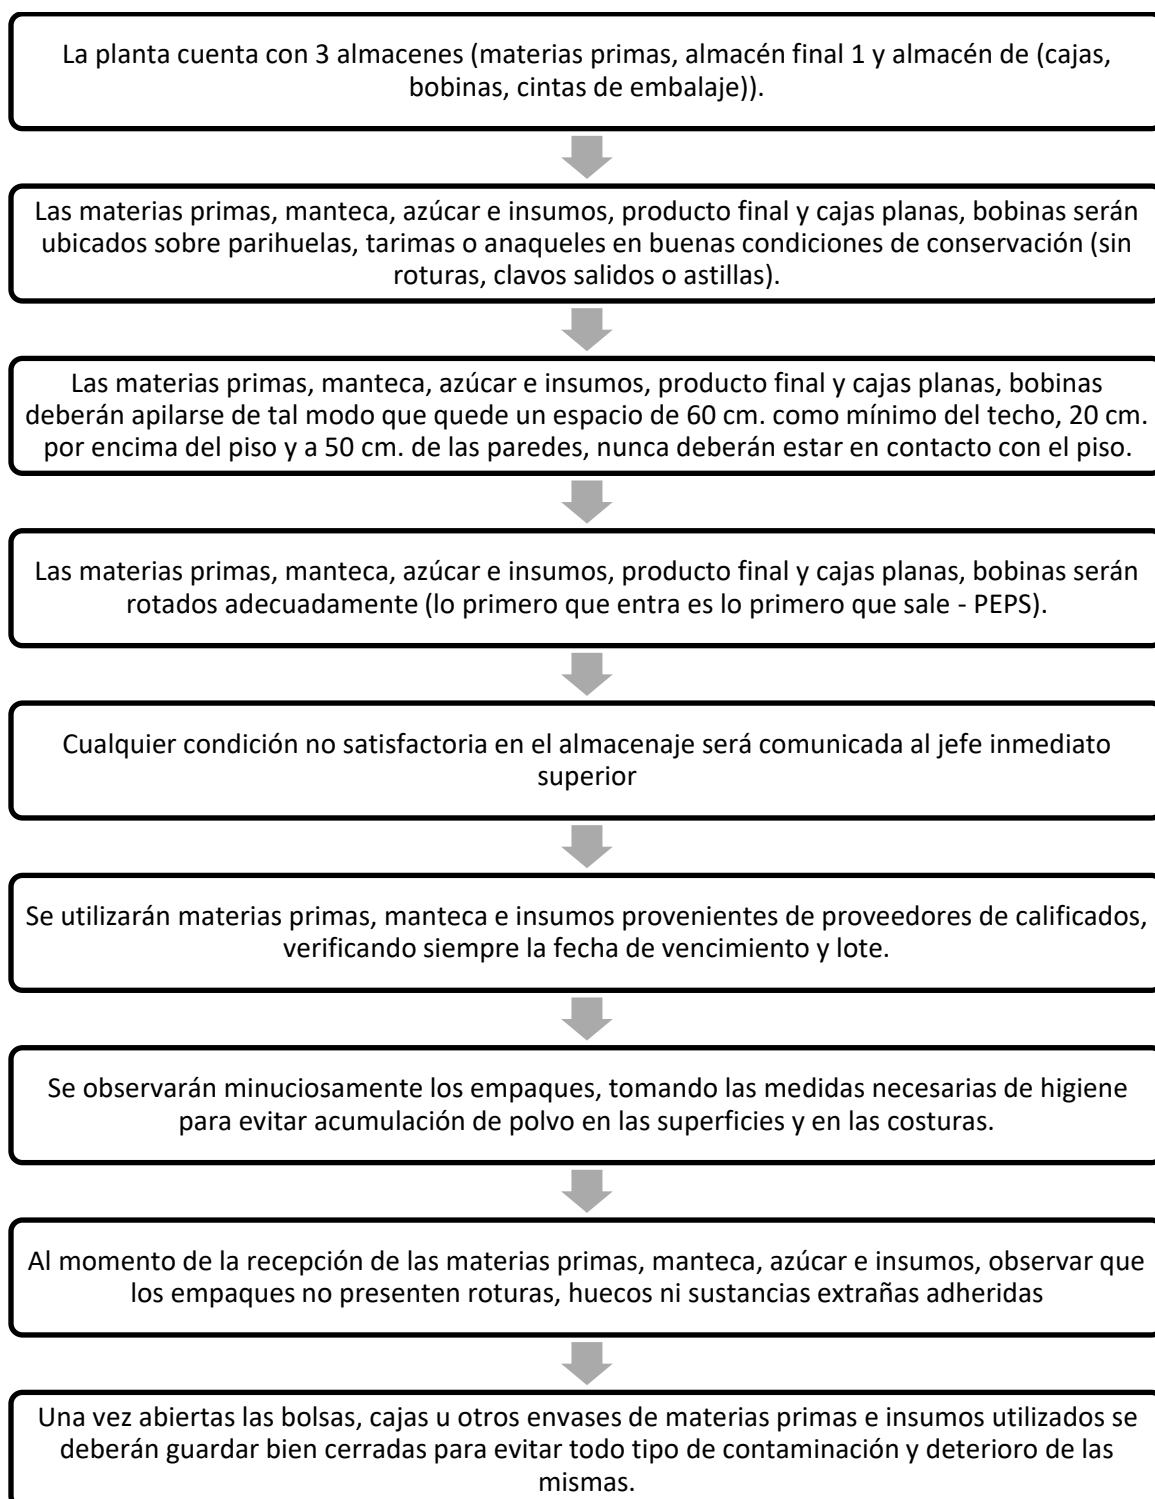 La planta cuenta con 3 almacenes (materias primas, almacén final 1 y almacén de (cajas,
bobinas, cintas de embalaje)).
Las materias primas, manteca, azúcar e insumos, producto final y cajas planas, bobinas serán
ubicados sobre parihuelas, tarimas o anaqueles en buenas condiciones de conservación (sin
roturas, clavos salidos o astillas).
Las materias primas, manteca, azúcar e insumos, producto final y cajas planas, bobinas
deberán apilarse de tal modo que quede un espacio de 60 cm. como mínimo del techo, 20 cm.
por encima del piso y a 50 cm. de las paredes, nunca deberán estar en contacto con el piso.
Las materias primas, manteca, azúcar e insumos, producto final y cajas planas, bobinas serán
rotados adecuadamente (lo primero que entra es lo primero que sale - PEPS).
Cualquier condición no satisfactoria en el almacenaje será comunicada al jefe inmediato
superior
Se utilizarán materias primas, manteca e insumos provenientes de proveedores de calificados,
verificando siempre la fecha de vencimiento y lote.
Se observarán minuciosamente los empaques, tomando las medidas necesarias de higiene
para evitar acumulación de polvo en las superficies y en las costuras.
Al momento de la recepción de las materias primas, manteca, azúcar e insumos, observar que
los empaques no presenten roturas, huecos ni sustancias extrañas adheridas
Una vez abiertas las bolsas, cajas u otros envases de materias primas e insumos utilizados se
deberán guardar bien cerradas para evitar todo tipo de contaminación y deterioro de las
mismas.